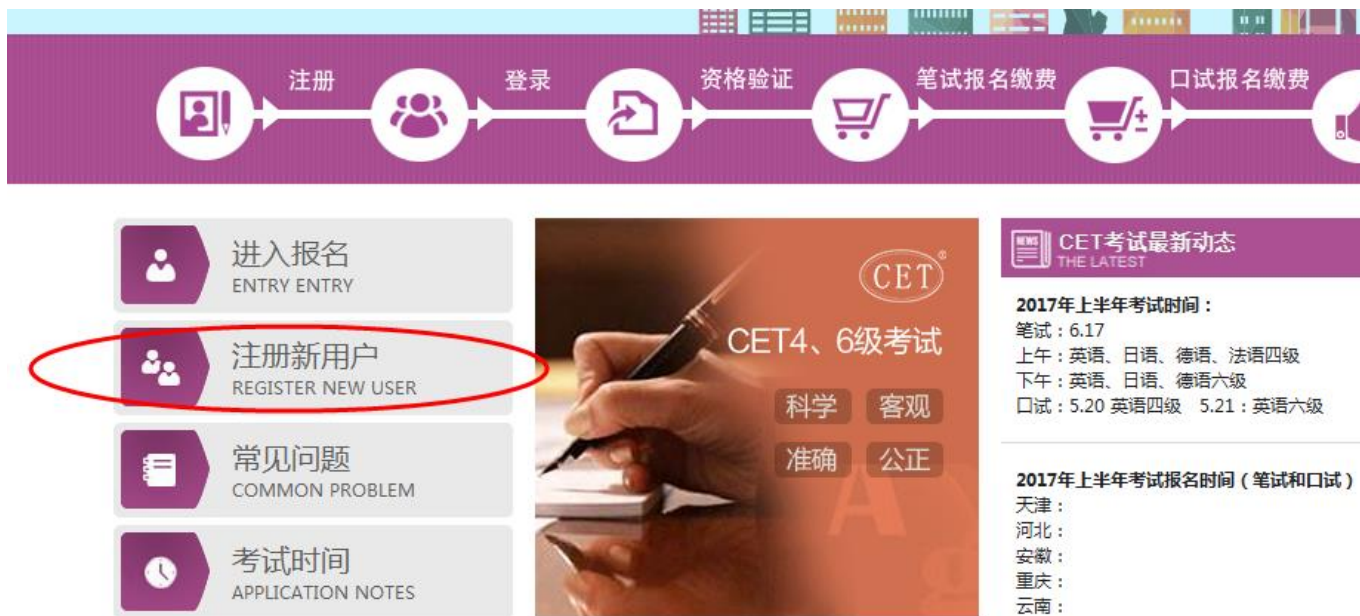 注册
登录
资格验证
笔试报名缴费
口试报名缴费
进入报名
ENTRY ENTRY
注册新用户
REGISTER NEW USER
常见问题
COMMON PROBLEM
考试时间
APPLICATION NOTES
CET®
CET4、6级考试
科学 客观
准确 公正
NEWS
CET考试最新动态
THE LATEST
2017年上半年考试时间：
笔试：6.17
上午：英语、日语、德语、法语四级
下午：英语、日语、德语六级
口试：5.20 英语四级 5.21：英语六级
2017年上半年考试报名时间（笔试和口试）
天津：
河北：
安徽：
重庆：
云南：